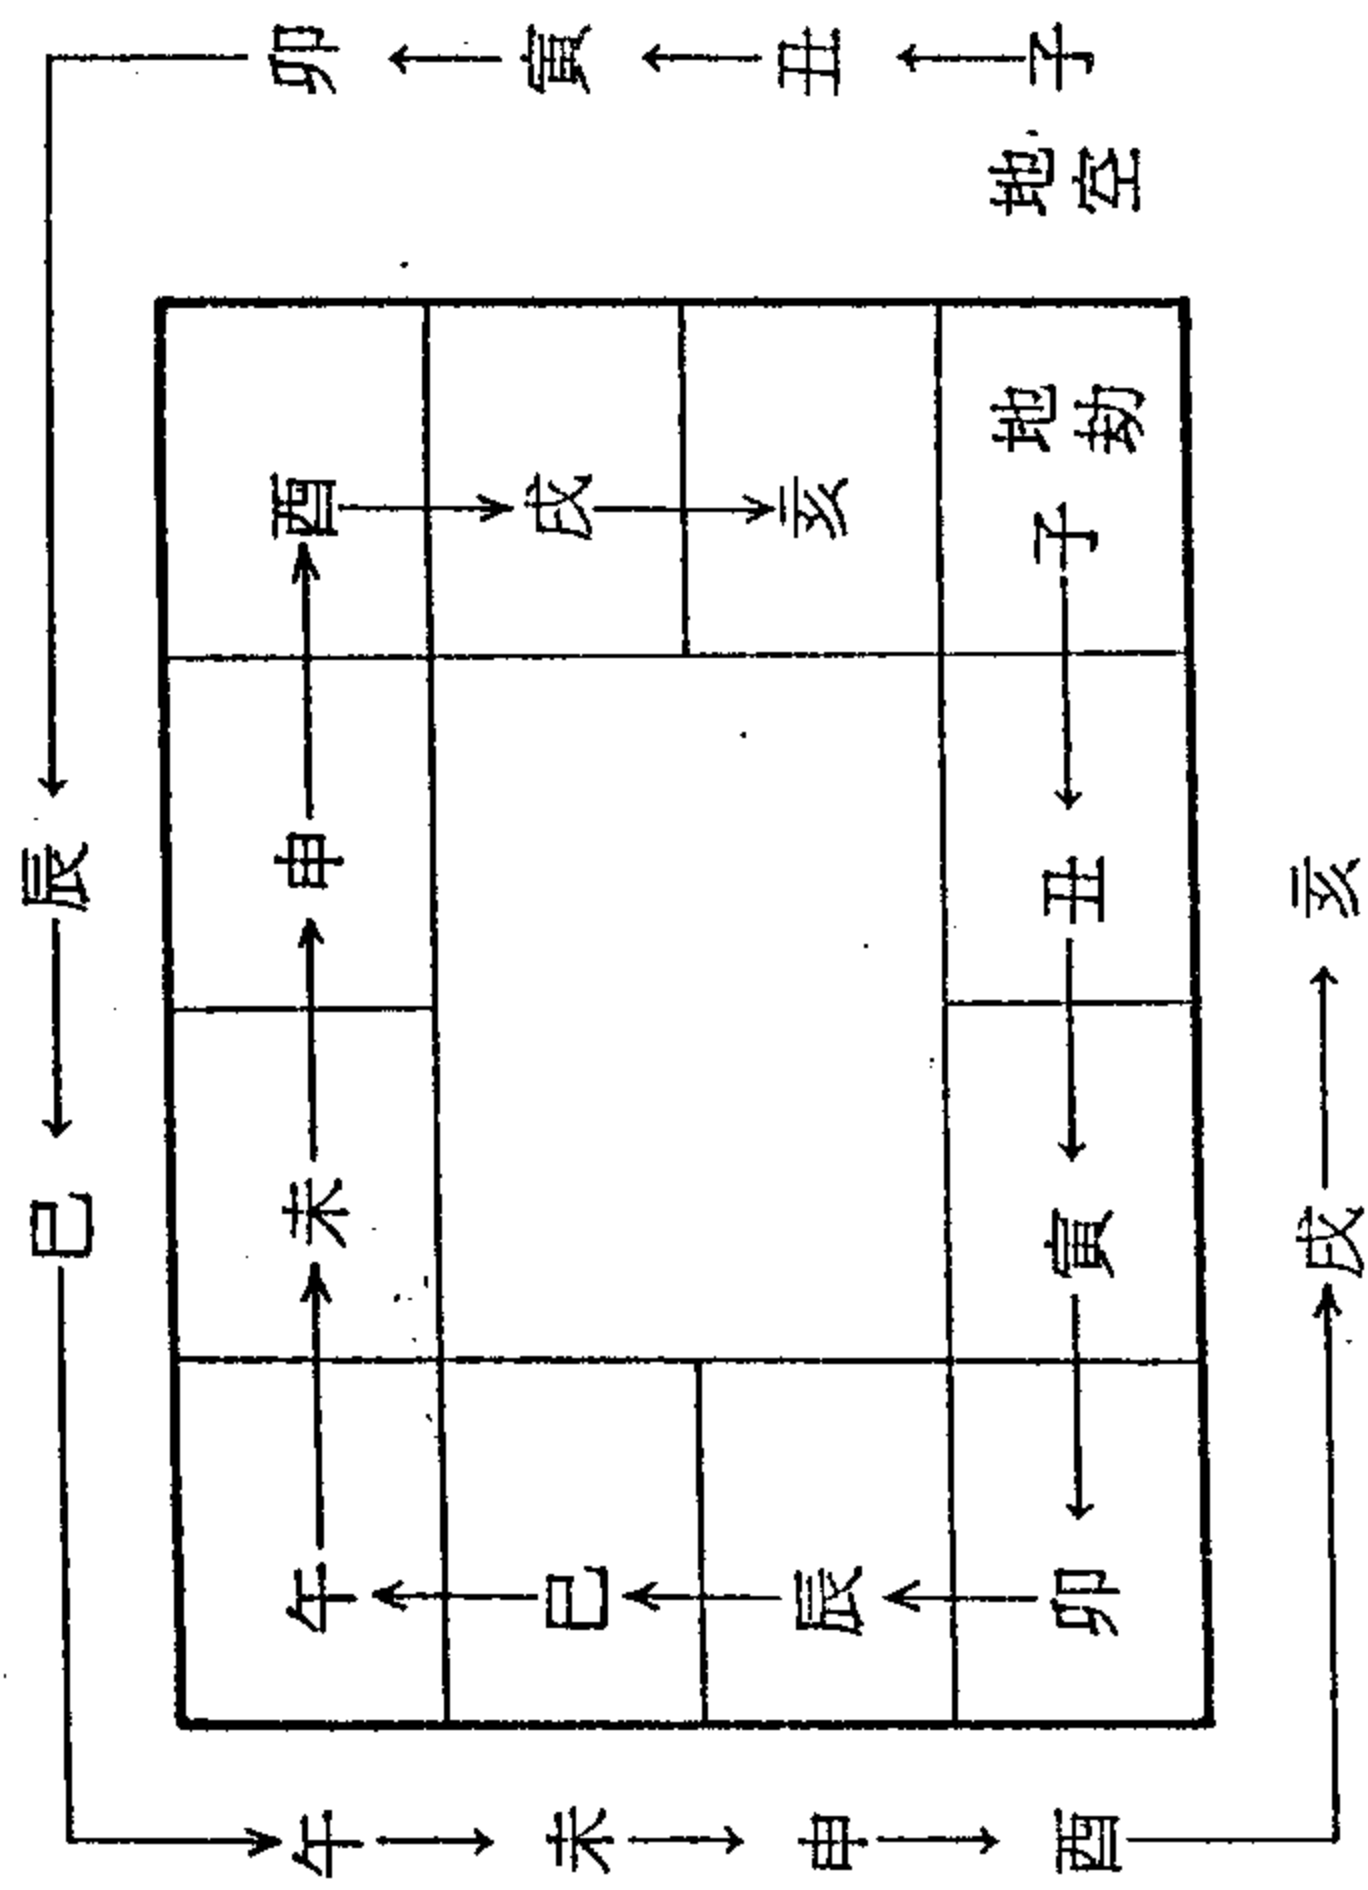 巳 辰
午 午 未 申 酉 卯
未 巳 戌 寅
申 辰 亥 丑
酉 卯 寅 丑 子 地劫 地空 子
戌 亥